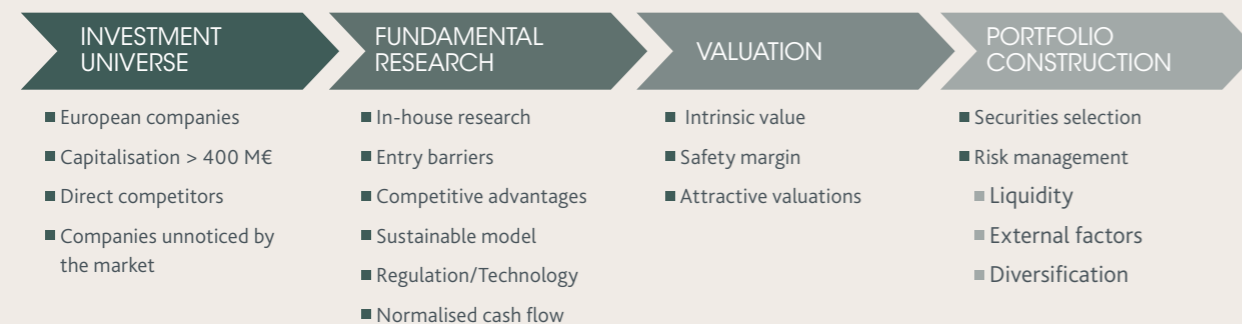 INVESTMENT
UNIVERSE
■ European companies
■ Capitalisation > 400 M€
■ Direct competitors
■ Companies unnoticed by
the market
FUNDAMENTAL
RESEARCH
■ In-house research
■ Entry barriers
■ Competitive advantages
■ Sustainable model
■ Regulation/Technology
■ Normalised cash flow
VALUATION
■ Intrinsic value
■ Safety margin
■ Attractive valuations
PORTFOLIO
CONSTRUCTION
■ Securities selection
■ Risk management
■ Liquidity
■ External factors
■ Diversification